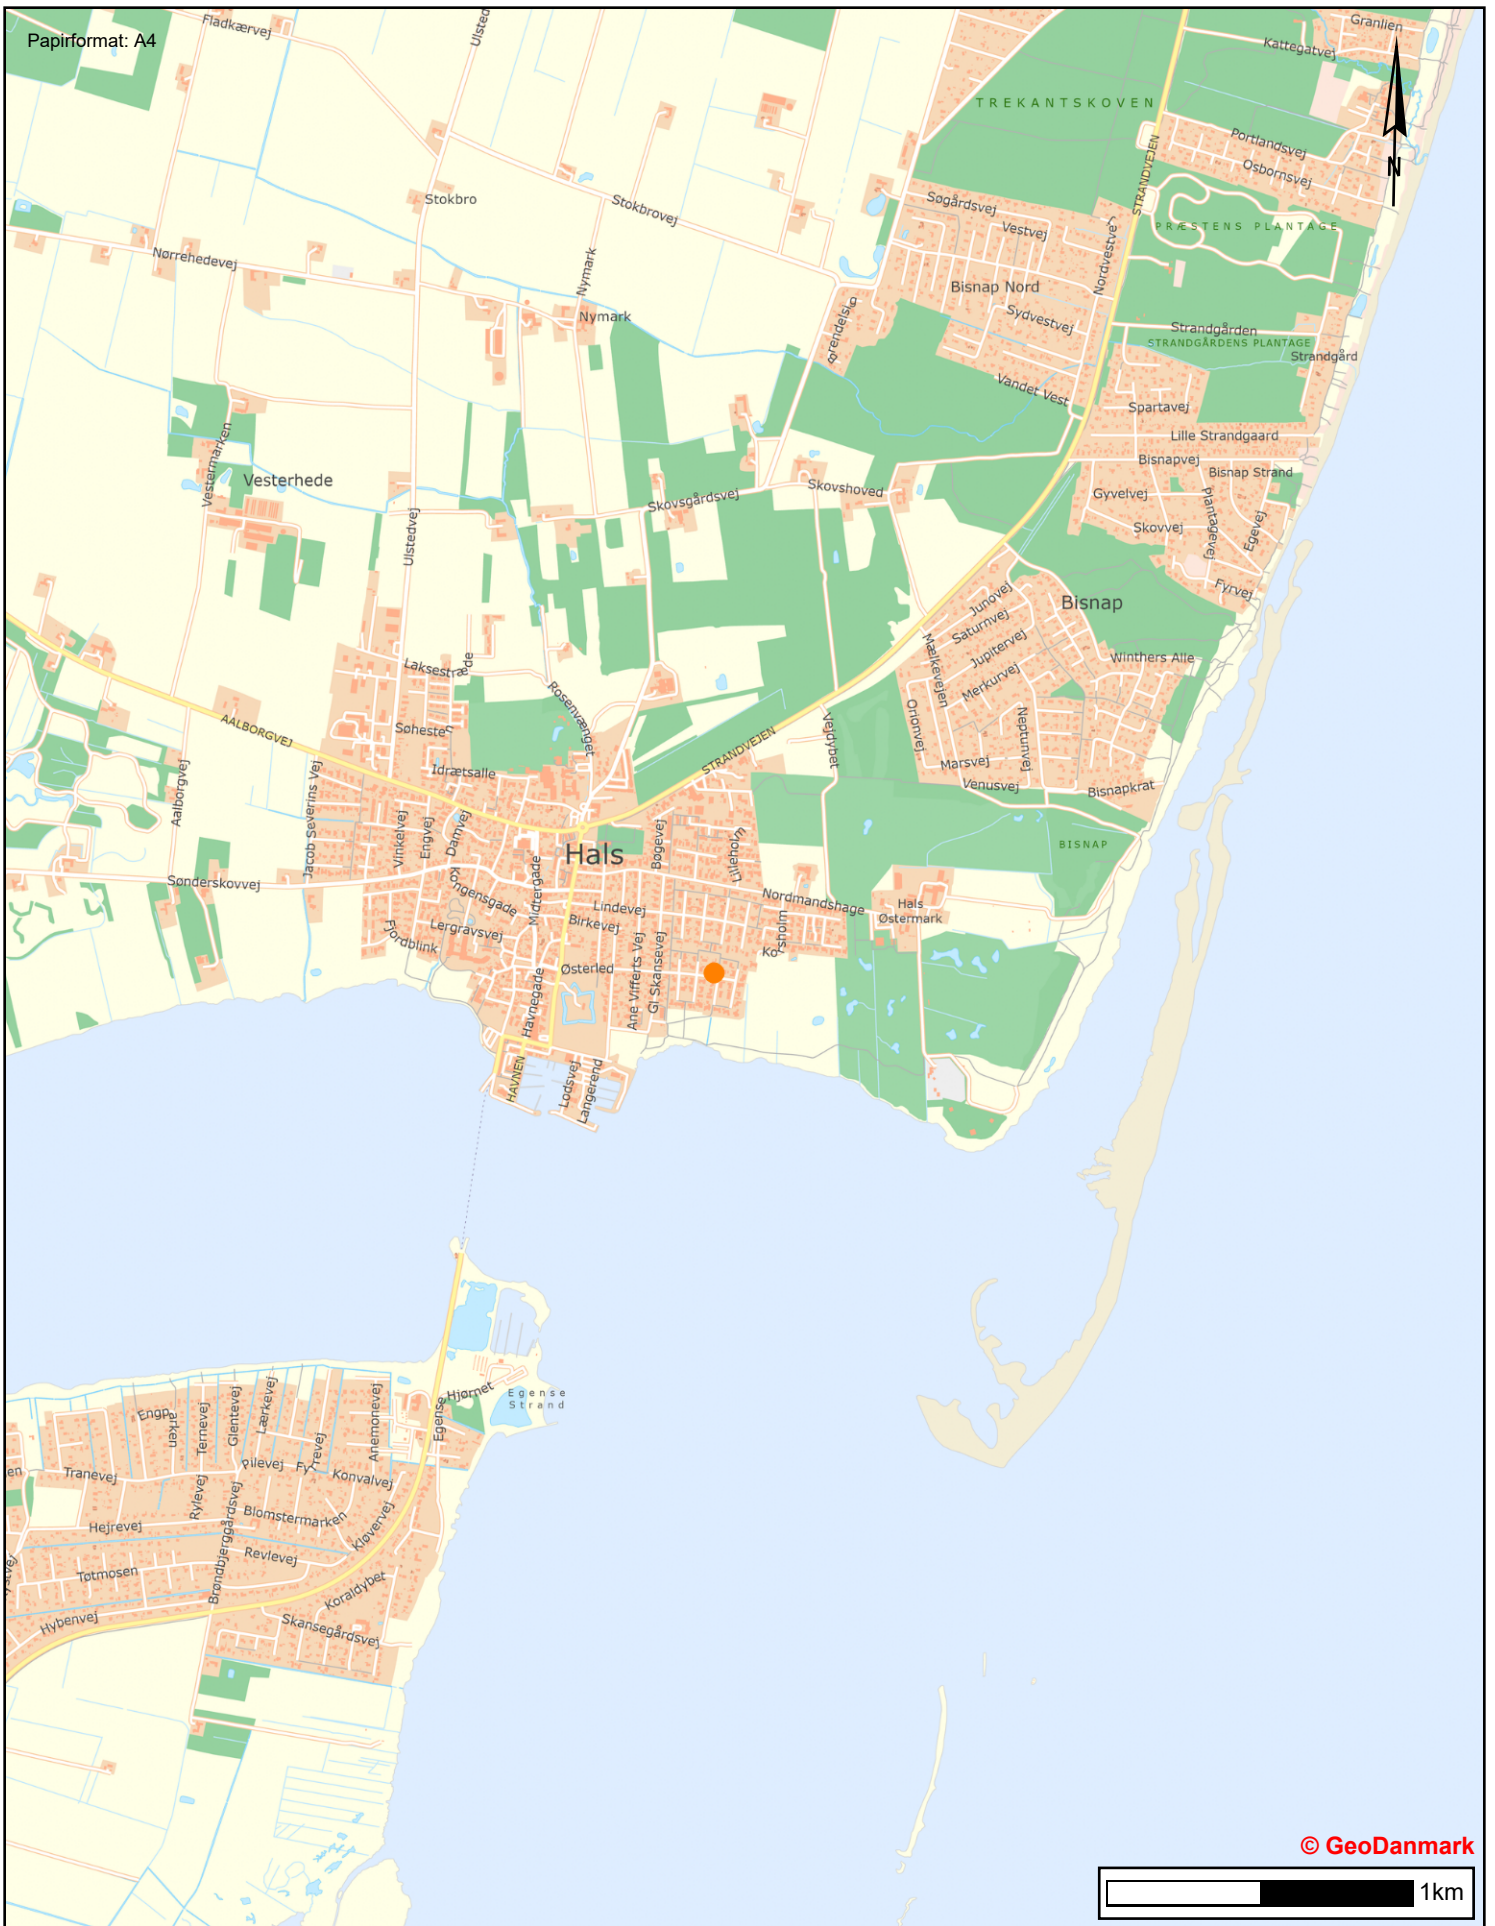 Papirformat: A4
Fladkærvej
Ulsted
Granlien
Kattegatvej
TREKANTSKOVEN
STRANDVEJEN
Portlandsvej
Osbornsvej
N
Stokbro
Stokbrovej
Søgårdsvej
Vestvej
Nordvestvej
PRÆSTENS PLANTAGE
Nørrehedevej
Nymark
Nymark
Bisnap Nord
Sydvestvej
Strandgården
STRANDGÅRDENS PLANTAGE
Strandgård
Vandet Vest
Spartavej
Lille Strandgaard
Bisnapvej
Bisnap Strand
Vestermarken
Vesterhede
Ulstedvej
Skovsgårdsvej
Skovshoved
Gyvelvej
Plantagevej
Skovvej
Egevej
Fyrvej
Junovej
Saturnvej
Bisnap
Jupitervej
Mælkevejen
Merkurvej
Winthers Alle
Laksestræde
Rosenvænget
Søhesten
AALBORGVEJ
Orionvej
Neptunvej
Vejdybet
STRANDVEJEN
Marsvej
Idrætsalle
Venusvej
Bisnapkrat
Aalborgvej
Jacob Severins Vej
Vinkelvej
Engvej
Damvej
Hals
Bøgevej
Lilleholm
BISNAP
Sønderskovvej
Kongensgade
Midtergade
Nordmandshage
Hals
Østermark
Lindevej
Birkevej
Lergravsvej
Fjordblink
Korsholm
Østerled
Ane Vifferts Vej
Gl Skansevej
Havnegade
HAVNEN
Lodsvej
Langerend
Hjørnet
Egense
Strand
Egense
Engparken
Ternevej
Glentevej
Lærkevej
Anemonevej
Tranevej
Pilevej
Fyrrevej
Konvalvej
Rylevej
Brøndbjerggårdsvej
Blomstermarken
Kløvervej
Hejrevej
Revlevej
Tøtmosen
Koraldybet
Hybenvej
Skansegårdsvej
© GeoDanmark
1km